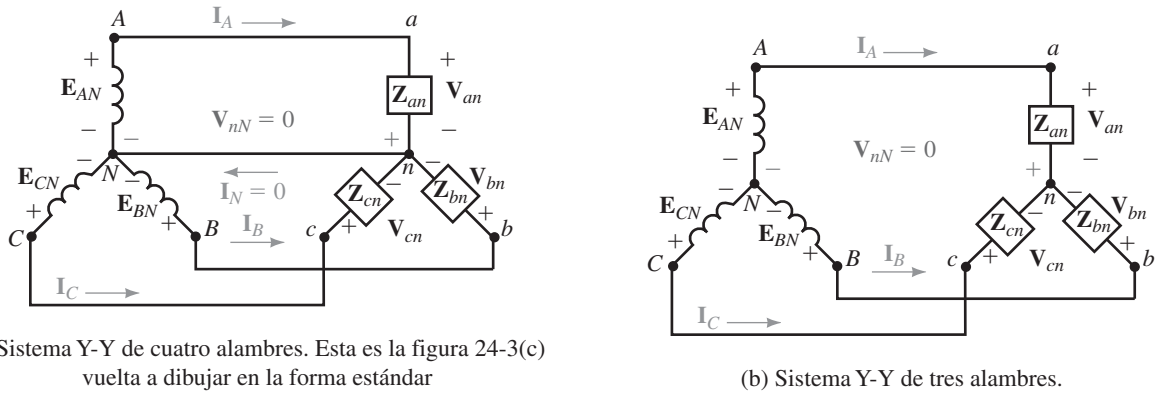 A
I_A
a
+
E_AN
−
+
Z_an
V_an
−
V_nN = 0
−
+
N
n
I_N = 0
−
E_CN
+
C
−
E_BN
+
B
I_B
−
Z_cn
+
V_cn
c
−
Z_bn
V_bn
+
b
I_C
Sistema Y-Y de cuatro alambres. Esta es la figura 24-3(c)
vuelta a dibujar en la forma estándar
A
I_A
a
+
E_AN
−
+
Z_an
V_an
−
V_nN = 0
−
+
N
n
−
E_CN
+
C
−
E_BN
+
B
I_B
−
Z_cn
+
V_cn
c
−
Z_bn
V_bn
+
b
I_C
(b) Sistema Y-Y de tres alambres.